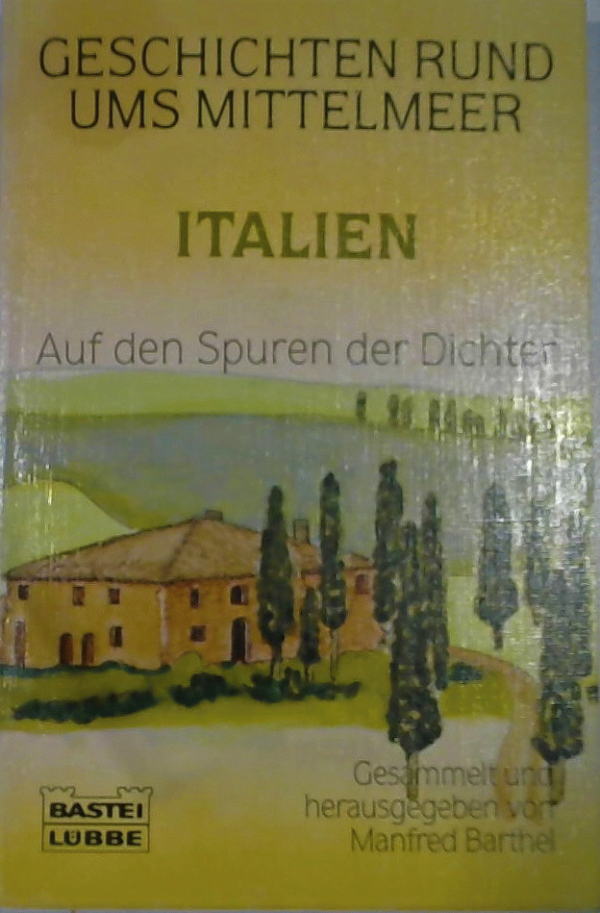 GESCHICHTEN RUND
UMS MITTELMEER
ITALIEN
Auf den Spuren der Dichter
Gesammelt und
herausgegeben von
Manfred Barthel
BASTEI
LÜBBE